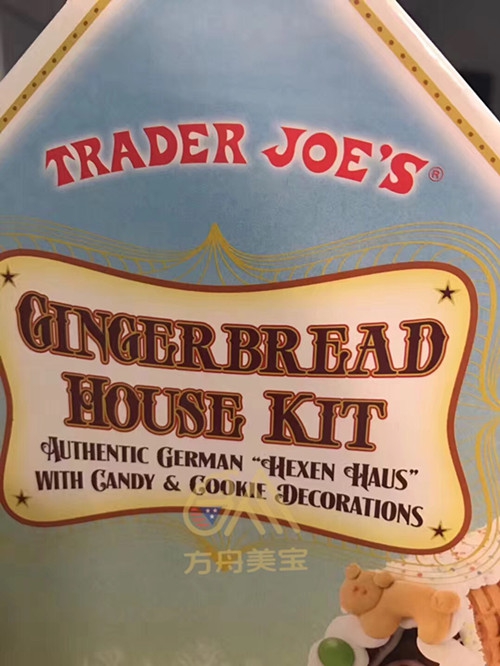 TRADER JOE'S®
GINGERBREAD
HOUSE KIT
AUTHENTIC GERMAN “HEXEN HAUS”
WITH CANDY & COOKIE DECORATIONS
方舟美宝